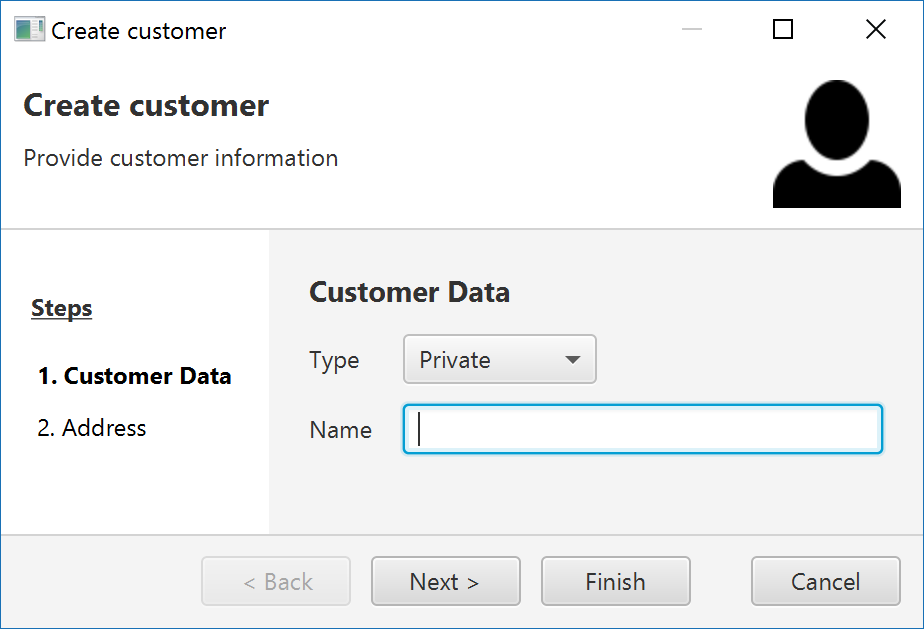 Create customer
Create customer
Provide customer information
Steps
1. Customer Data
2. Address
Customer Data
Type Private
Name
< Back Next > Finish Cancel